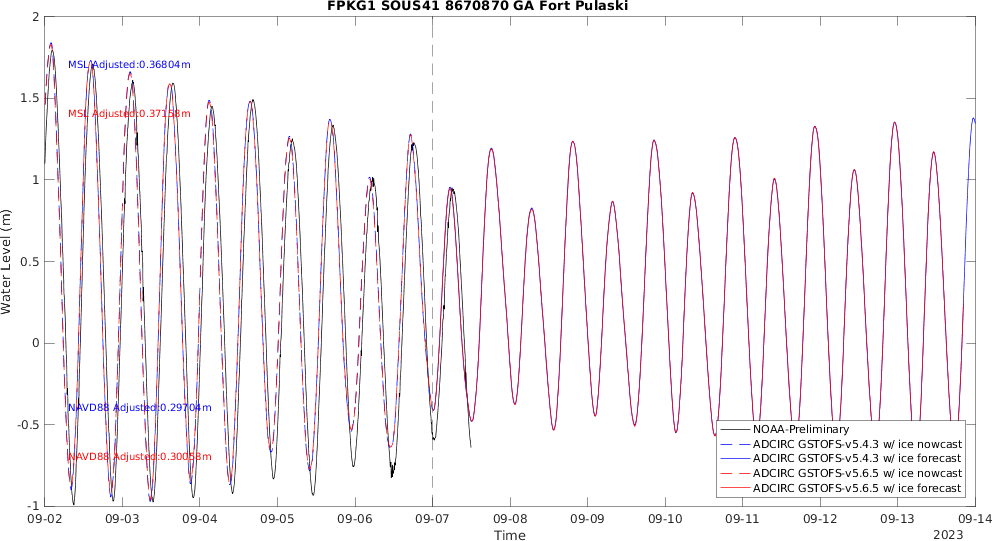 FPKG1 SOUS41 8670870 GA Fort Pulaski
2
1.5
1
0.5
0
-0.5
-1
Water Level (m)
MSL Adjusted:0.36804m
MSL Adjusted:0.37153m
NAVD88 Adjusted:0.29704m
NAVD88 Adjusted:0.30053m
NOAA-Preliminary
ADCIRC GSTOFS-v5.4.3 w/ ice nowcast
ADCIRC GSTOFS-v5.4.3 w/ ice forecast
ADCIRC GSTOFS-v5.6.5 w/ ice nowcast
ADCIRC GSTOFS-v5.6.5 w/ ice forecast
09-02 09-03 09-04 09-05 09-06 09-07 09-08 09-09 09-10 09-11 09-12 09-13 09-14
Time
2023